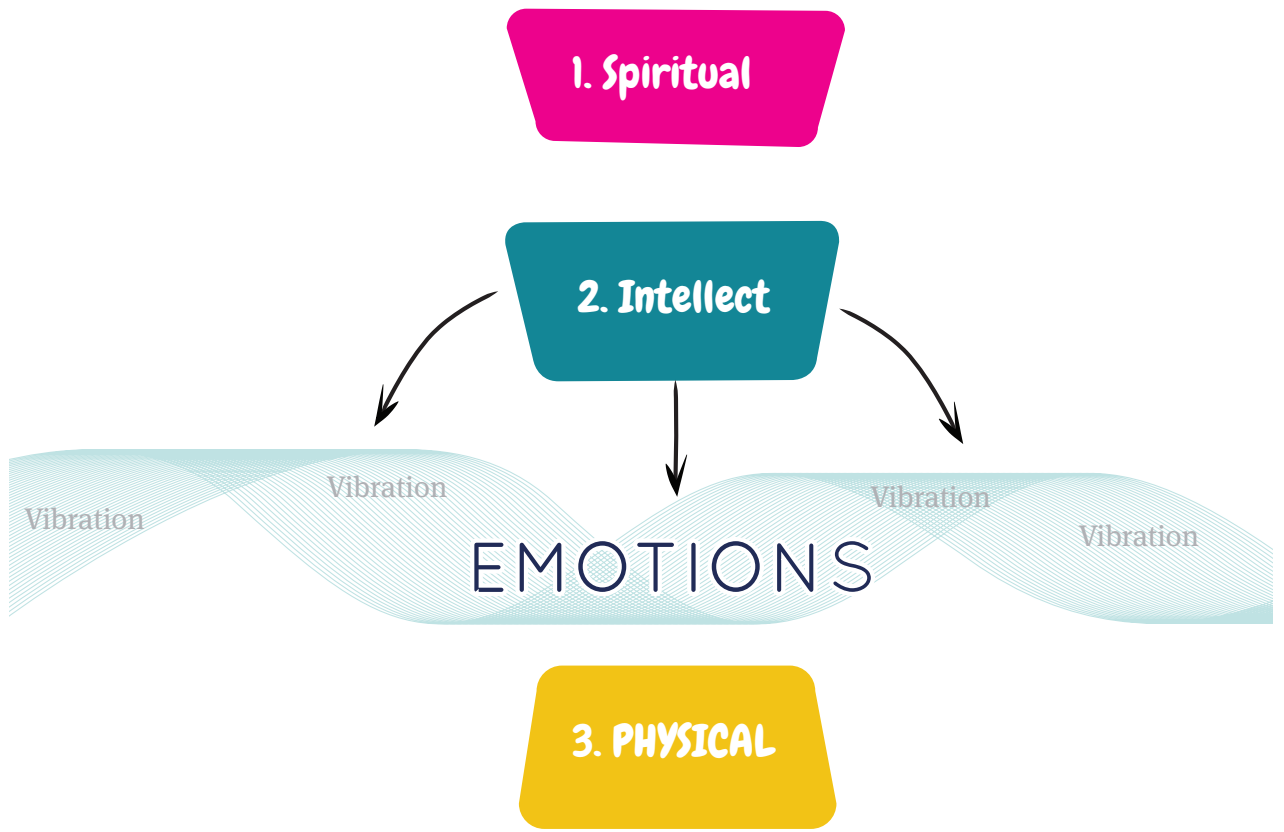 1. Spiritual
2. Intellect
Vibration
Vibration
Vibration
Vibration
EMOTIONS
3. PHYSICAL